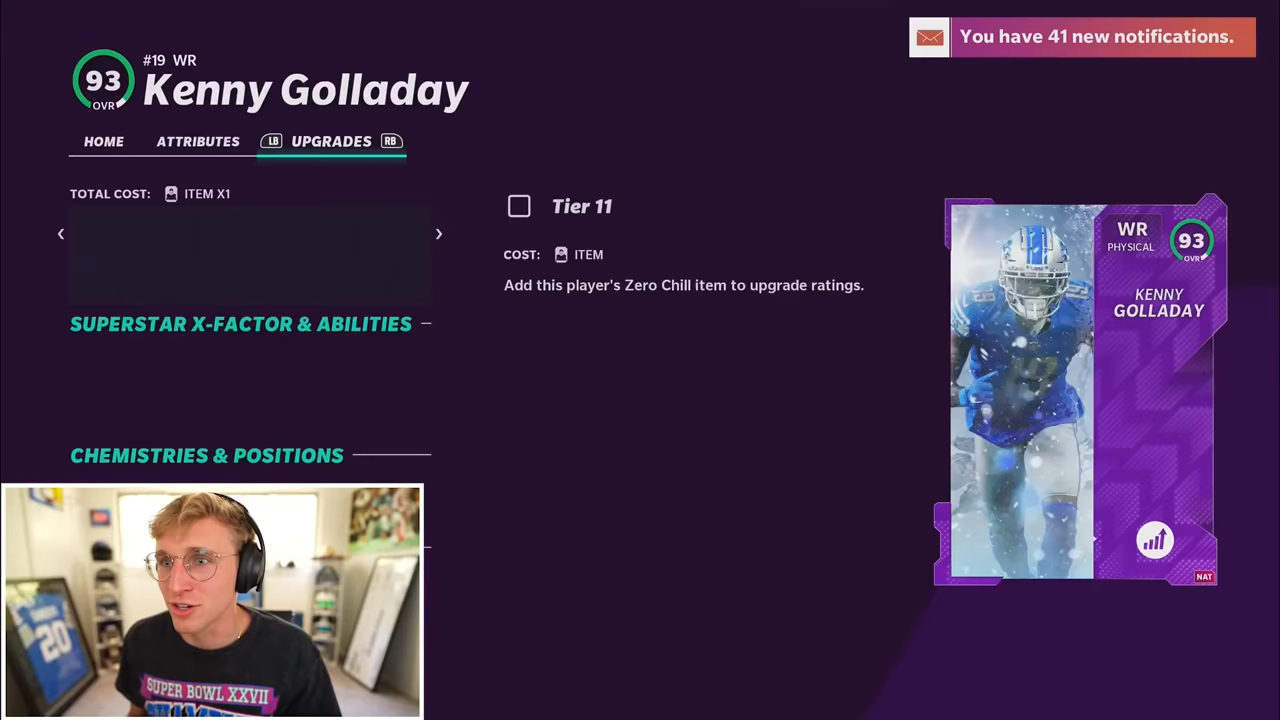 You have 41 new notifications.
93
OVR
#19 WR
Kenny Golladay
HOME
ATTRIBUTES
LB UPGRADES RB
TOTAL COST: ITEM X1
Tier 11
COST: ITEM
Add this player's Zero Chill item to upgrade ratings.
SUPERSTAR X-FACTOR & ABILITIES
CHEMISTRIES & POSITIONS
WR
PHYSICAL
93
OVR
KENNY
GOLLADAY
NAT
20
SUPER BOWL XXVII